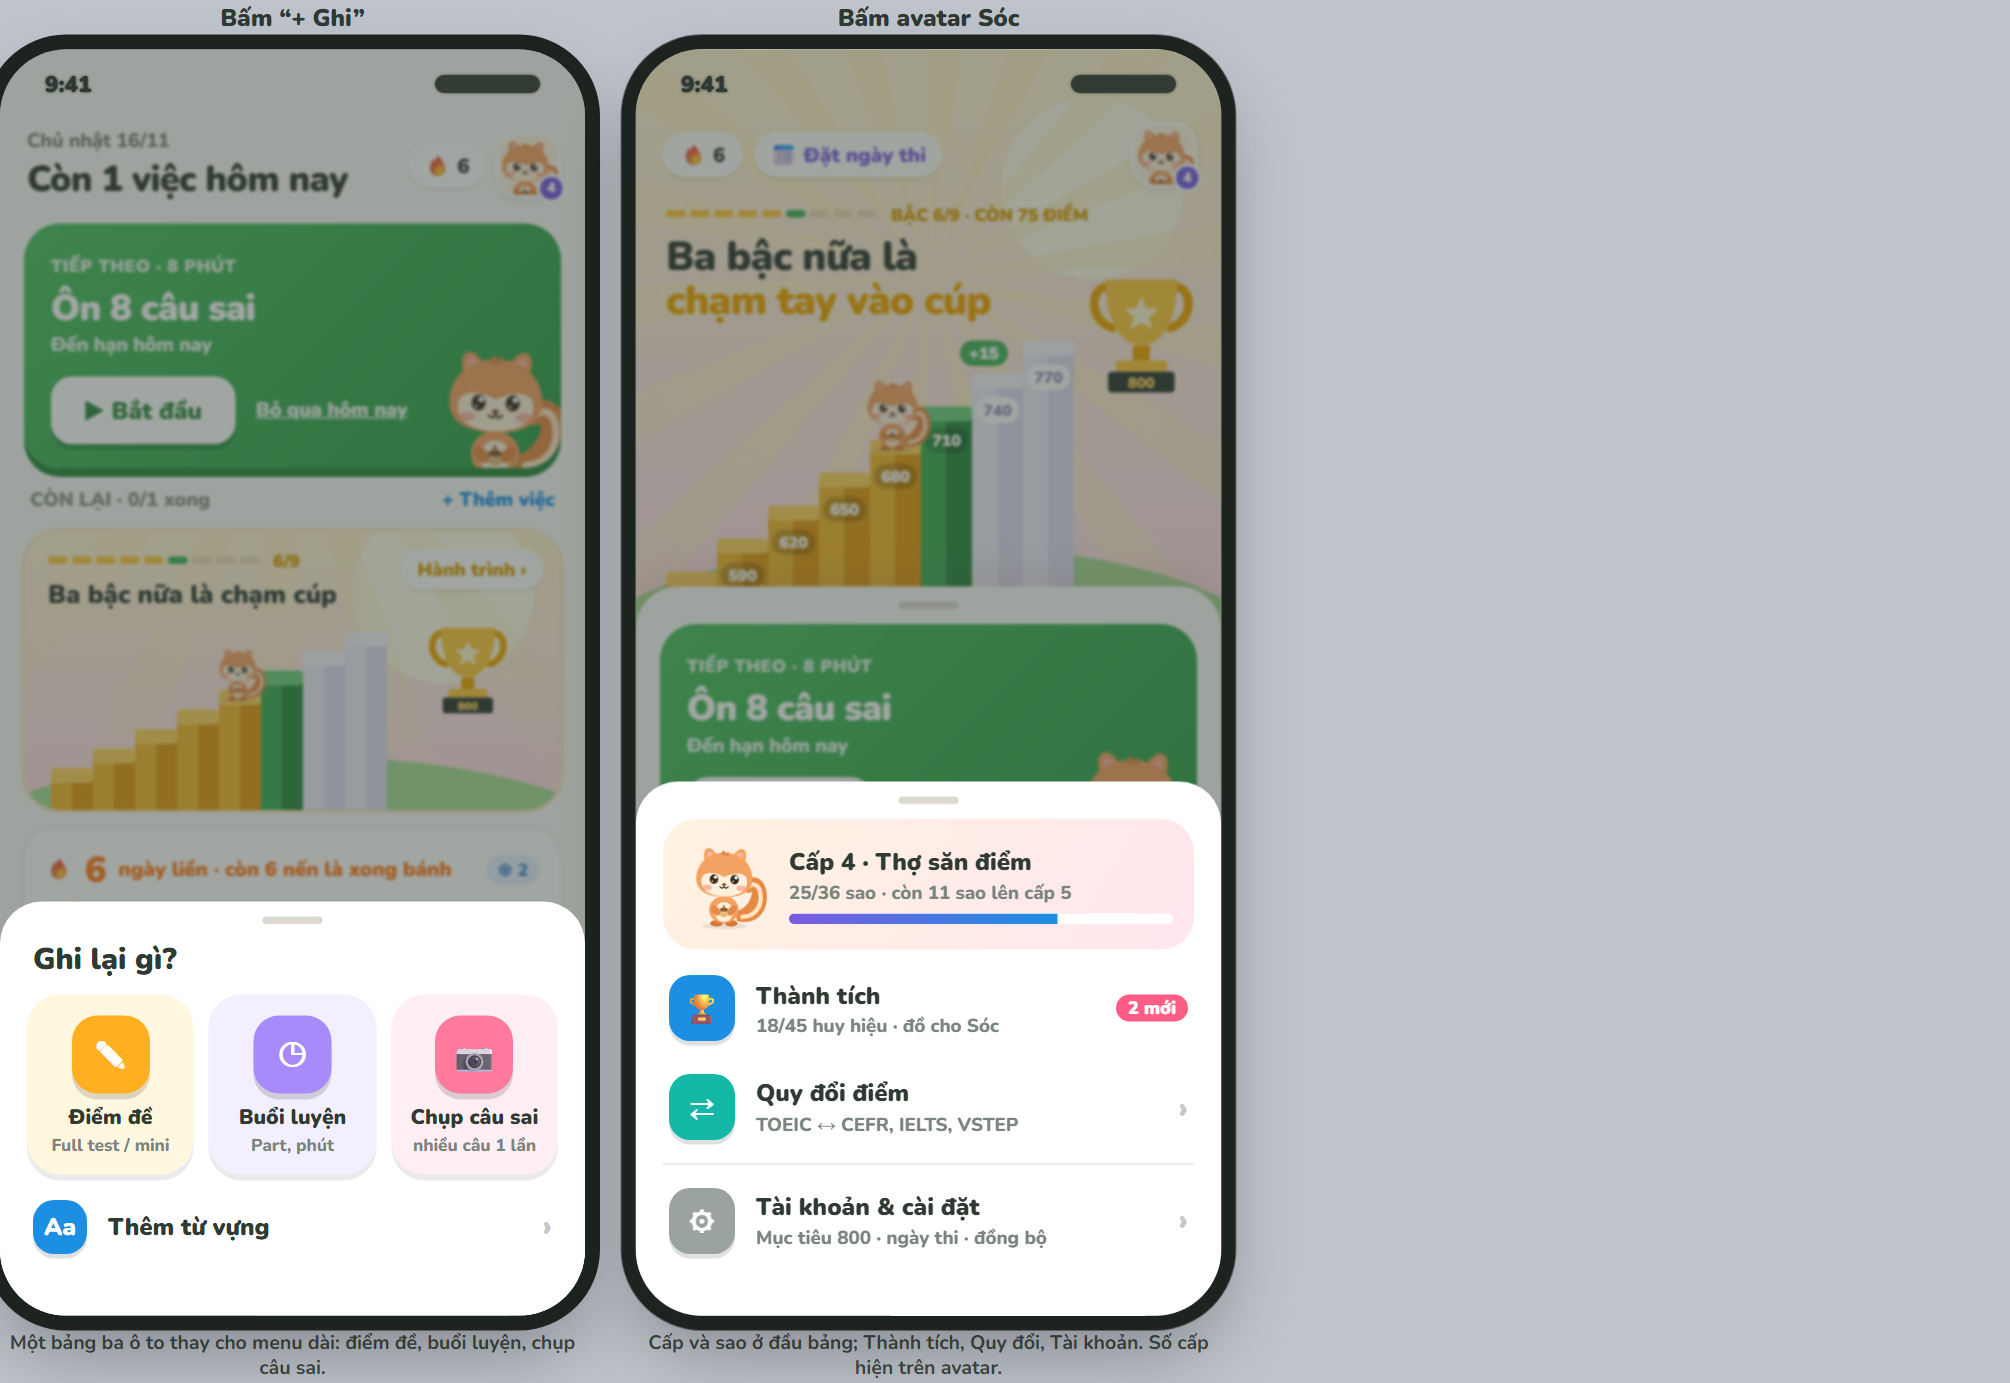 Bấm “+ Ghi”
9:41
Chủ nhật 16/11
Còn 1 việc hôm nay
6
4
TIẾP THEO · 8 PHÚT
Ôn 8 câu sai
Đến hạn hôm nay
▶ Bắt đầu
Bỏ qua hôm nay
CÒN LẠI · 0/1 xong
+ Thêm việc
6/9
Hành trình ›
Ba bậc nữa là chạm cúp
800
6 ngày liền · còn 6 nến là xong bánh
2
Ghi lại gì?
Điểm đề
Full test / mini
Buổi luyện
Part, phút
Chụp câu sai
nhiều câu 1 lần
Aa
Thêm từ vựng
›
Một bảng ba ô to thay cho menu dài: điểm đề, buổi luyện, chụp
câu sai.
Bấm avatar Sóc
9:41
6
Đặt ngày thi
4
BẬC 6/9 · CÒN 75 ĐIỂM
Ba bậc nữa là
chạm tay vào cúp
800
+15
770
740
710
680
650
620
590
TIẾP THEO · 8 PHÚT
Ôn 8 câu sai
Đến hạn hôm nay
Cấp 4 · Thợ săn điểm
25/36 sao · còn 11 sao lên cấp 5
Thành tích
18/45 huy hiệu · đồ cho Sóc
2 mới
Quy đổi điểm
TOEIC ↔ CEFR, IELTS, VSTEP
›
Tài khoản & cài đặt
Mục tiêu 800 · ngày thi · đồng bộ
›
Cấp và sao ở đầu bảng; Thành tích, Quy đổi, Tài khoản. Số cấp
hiện trên avatar.